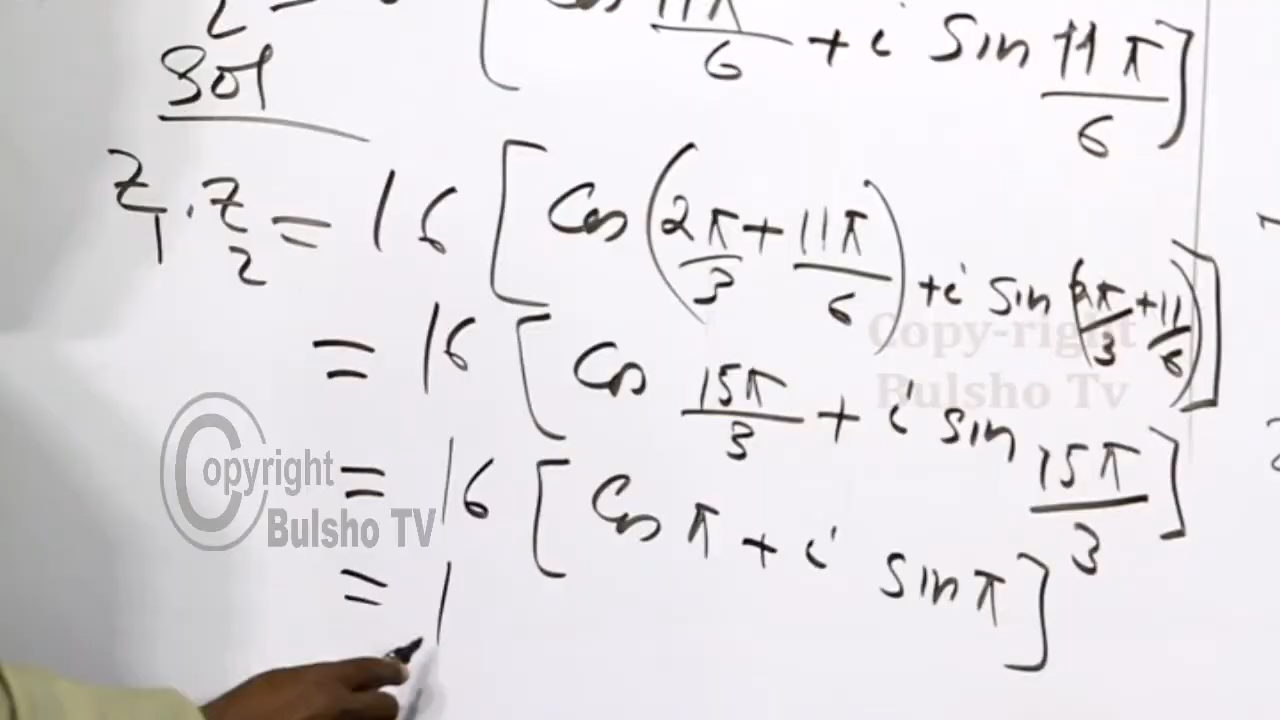 2 = [Cos 11π/6 + i Sin 11π/6]
Sol
Z₁ · Z₂ = 16 [Cos (2π/3 + 11π/6) + i sin (2π/3 + 11/6)]
= 16 [Cos 15π/3 + i sin 15π/3]
= 16 [Cos π + i sin π]
= 1
Copy-right
Bulsho Tv
Copyright
Bulsho TV